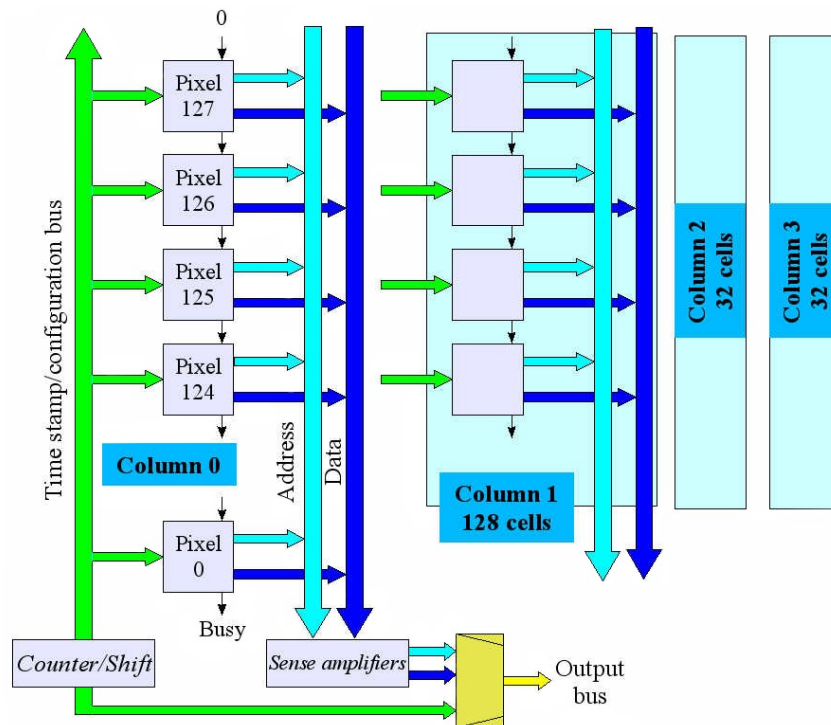 0
Pixel
127
Pixel
126
Pixel
125
Pixel
124
Time stamp/configuration bus
Column 0
Address
Data
Pixel
0
Busy
Counter/Shift
Sense amplifiers
Output
bus
Column 1
128 cells
Column 2
32 cells
Column 3
32 cells